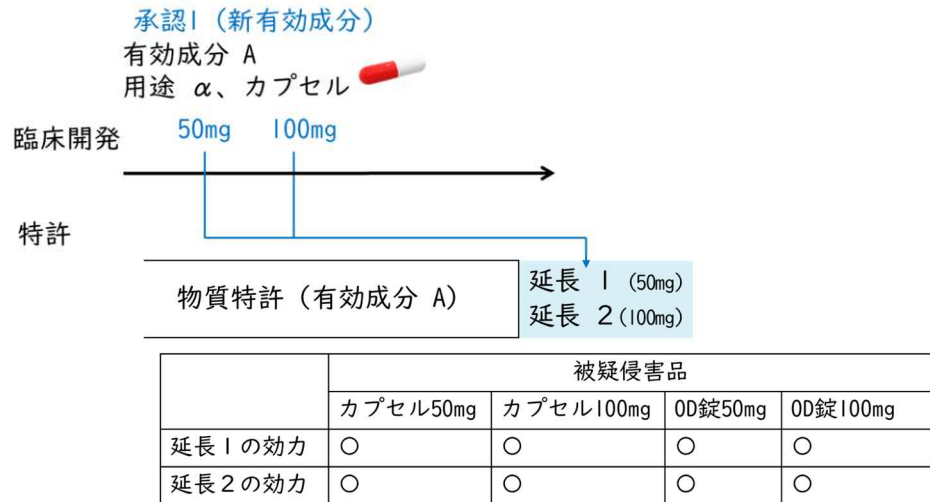 承認1（新有効成分）
有効成分 A
用途 α、カプセル
臨床開発 50mg 100mg
特許
物質特許（有効成分 A）
延長 1（50mg）
延長 2（100mg）
被疑侵害品
カプセル50mg カプセル100mg OD錠50mg OD錠100mg
延長1の効力 ○ ○ ○ ○
延長2の効力 ○ ○ ○ ○